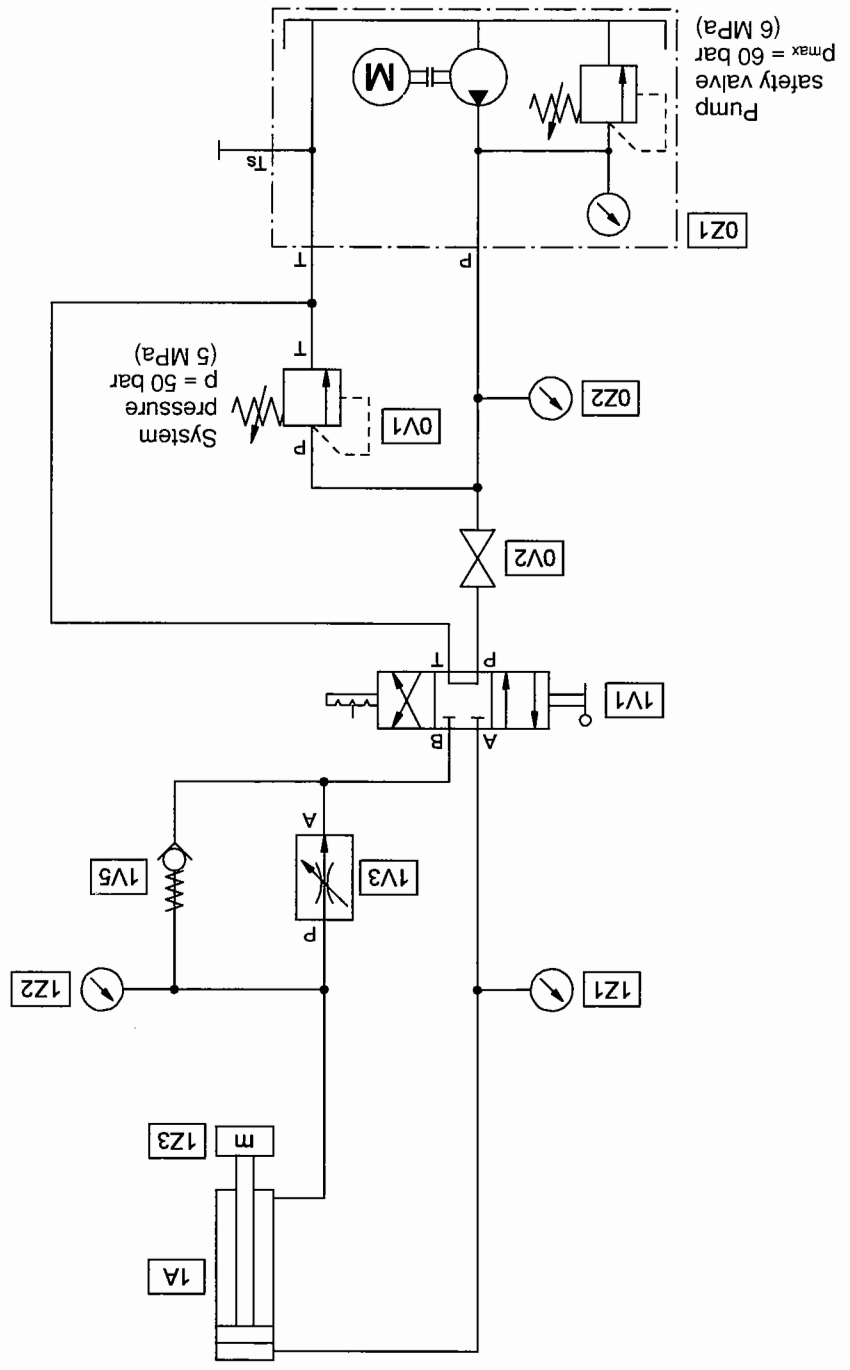 1A
m
1Z3
1Z1
1Z2
P
1V3
1V5
A
A
B
1V1
P
T
0V2
P
0V1
System
pressure
p = 50 bar
(5 MPa)
0Z2
T
P
T
0Z1
Ts
Pump
safety valve
pmax = 60 bar
(6 MPa)
M